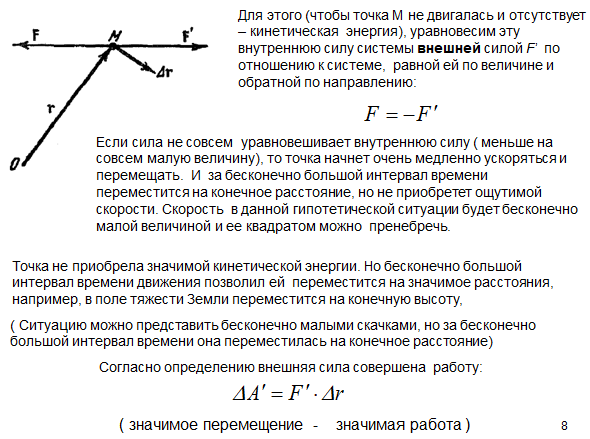 Для этого (чтобы точка М не двигалась и отсутствует
– кинетическая энергия), уравновесим эту
внутреннюю силу системы внешней силой F' по
отношению к системе, равной ей по величине и
обратной по направлению:
F M F'
Δr
r
O
F = −F'
Если сила не совсем уравновешивает внутреннюю силу ( меньше на
совсем малую величину), то точка начнет очень медленно ускоряться и
перемещать. И за бесконечно большой интервал времени
переместится на конечное расстояние, но не приобретет ощутимой
скорости. Скорость в данной гипотетической ситуации будет бесконечно
малой величиной и ее квадратом можно пренебречь.
Точка не приобрела значимой кинетической энергии. Но бесконечно большой
интервал времени движения позволил ей переместится на значимое расстояния,
например, в поле тяжести Земли переместится на конечную высоту,
( Ситуацию можно представить бесконечно малыми скачками, но за бесконечно
большой интервал времени она переместилась на конечное расстояние)
Согласно определению внешняя сила совершена работу:
ΔA' = F' · Δr
( значимое перемещение - значимая работа )
8